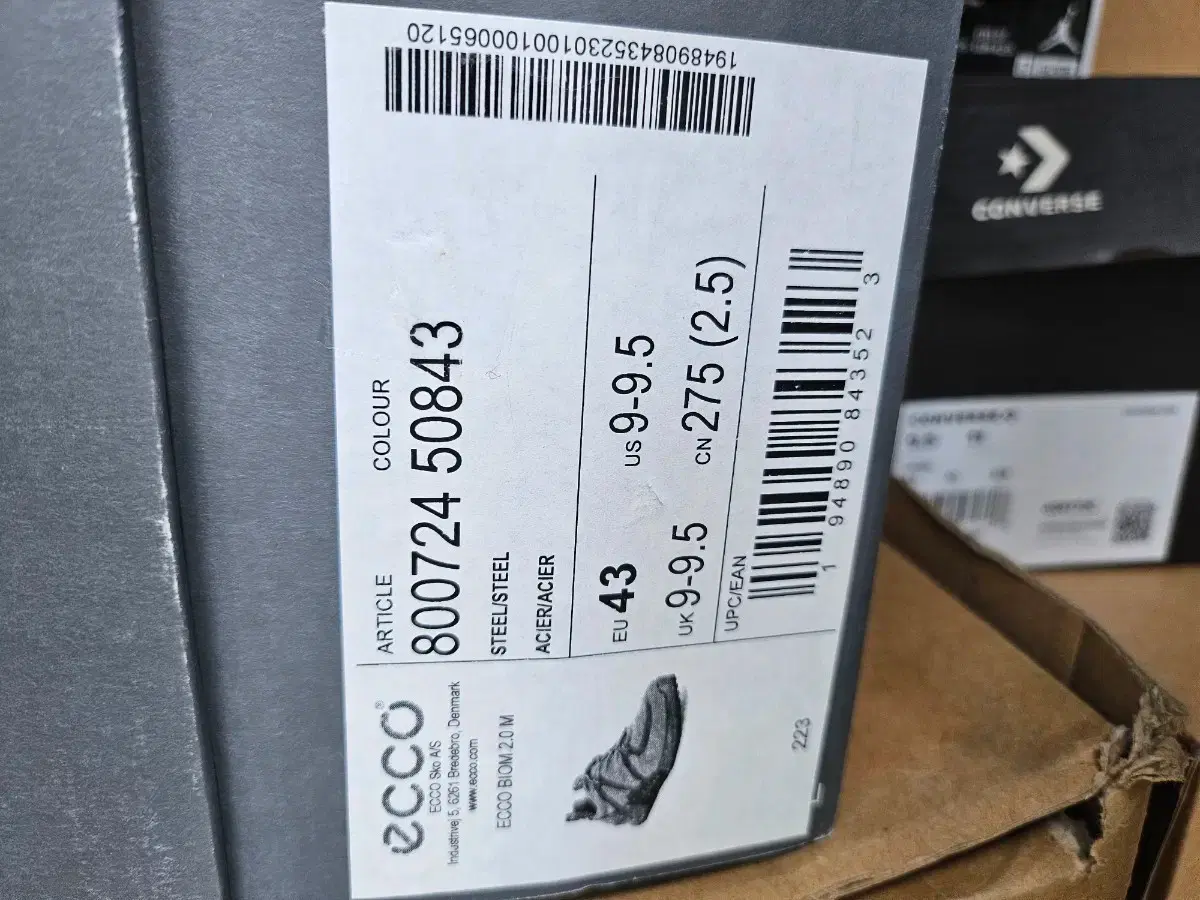 1948908435230100100065120
ARTICLE COLOUR
800724 50843
STEEL/STEEL
ACIER/ACIER
EU 43 US 9-9.5
UK 9-9.5 CN 275 (2.5)
UPC/EAN
1 94890 84352 3
ecco®
ECCO Sko A/S
Industrivej 5, 6261 Bredebro, Denmark
www.ecco.com
ECCO BIOM 2.0 M
223
CONVERSE